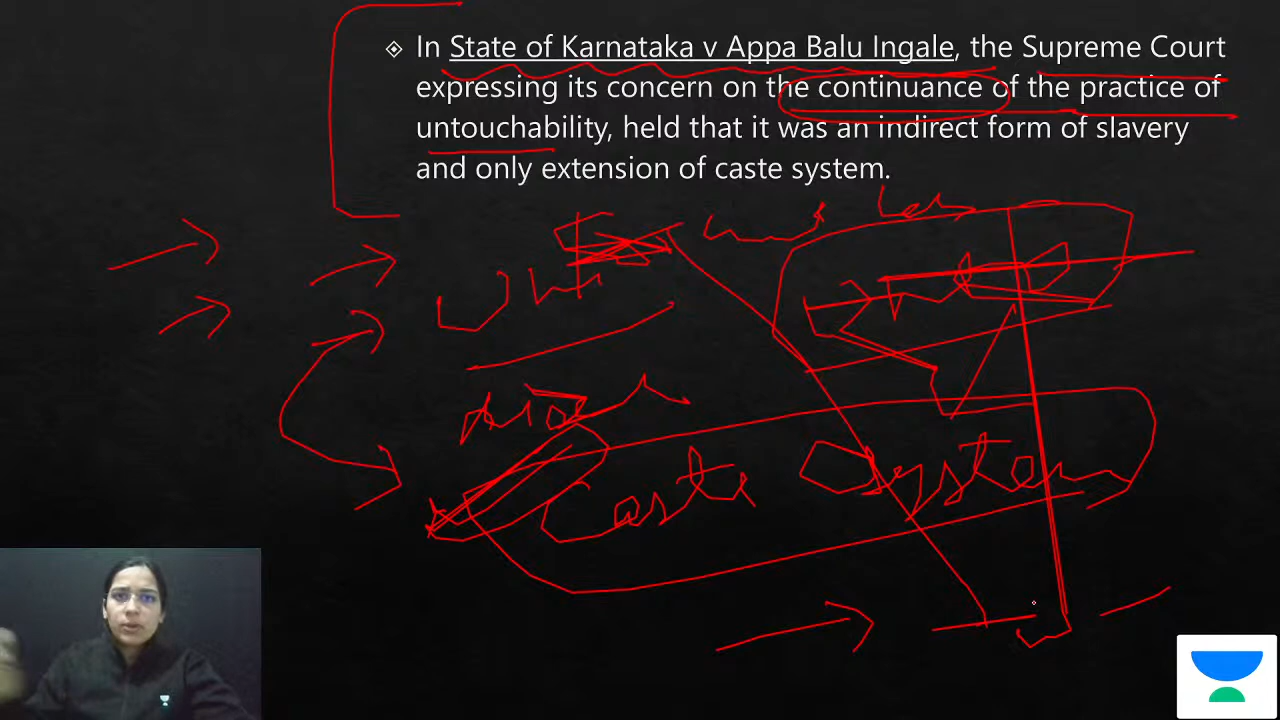 ❖ In State of Karnataka v Appa Balu Ingale, the Supreme Court
expressing its concern on the continuance of the practice of
untouchability, held that it was an indirect form of slavery
and only extension of caste system.
Caste System